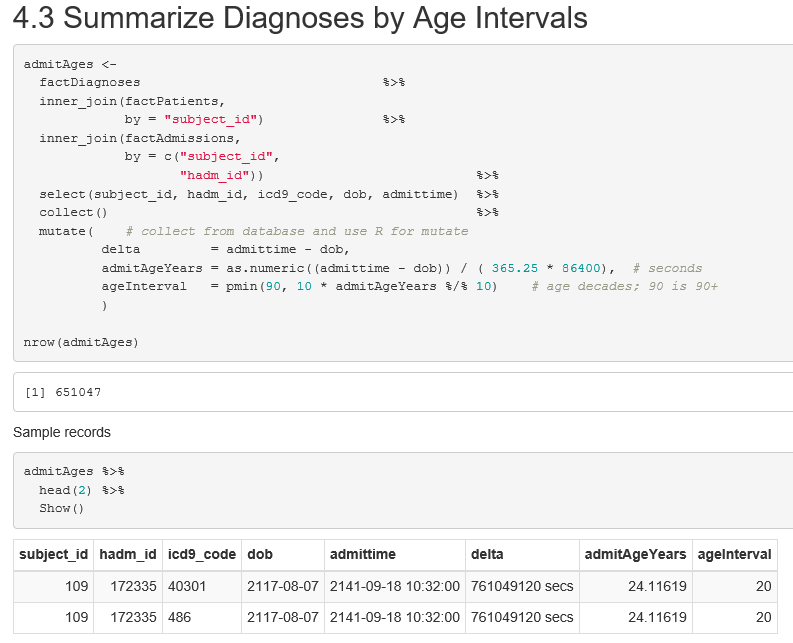 4.3 Summarize Diagnoses by Age Intervals
admitAges <-
factDiagnoses %>%
inner_join(factPatients,
by = "subject_id") %>%
inner_join(factAdmissions,
by = c("subject_id",
"hadm_id")) %>%
select(subject_id, hadm_id, icd9_code, dob, admittime) %>%
collect() %>%
mutate( # collect from database and use R for mutate
delta = admittime - dob,
admitAgeYears = as.numeric((admittime - dob)) / ( 365.25 * 86400), # seconds
ageInterval = pmin(90, 10 * admitAgeYears %/% 10) # age decades; 90 is 90+
)
nrow(admitAges)
[1] 651047
Sample records
admitAges %>%
head(2) %>%
Show()
subject_id hadm_id icd9_code dob admittime delta admitAgeYears ageInterval
109 172335 40301 2117-08-07 2141-09-18 10:32:00 761049120 secs 24.11619 20
109 172335 486 2117-08-07 2141-09-18 10:32:00 761049120 secs 24.11619 20